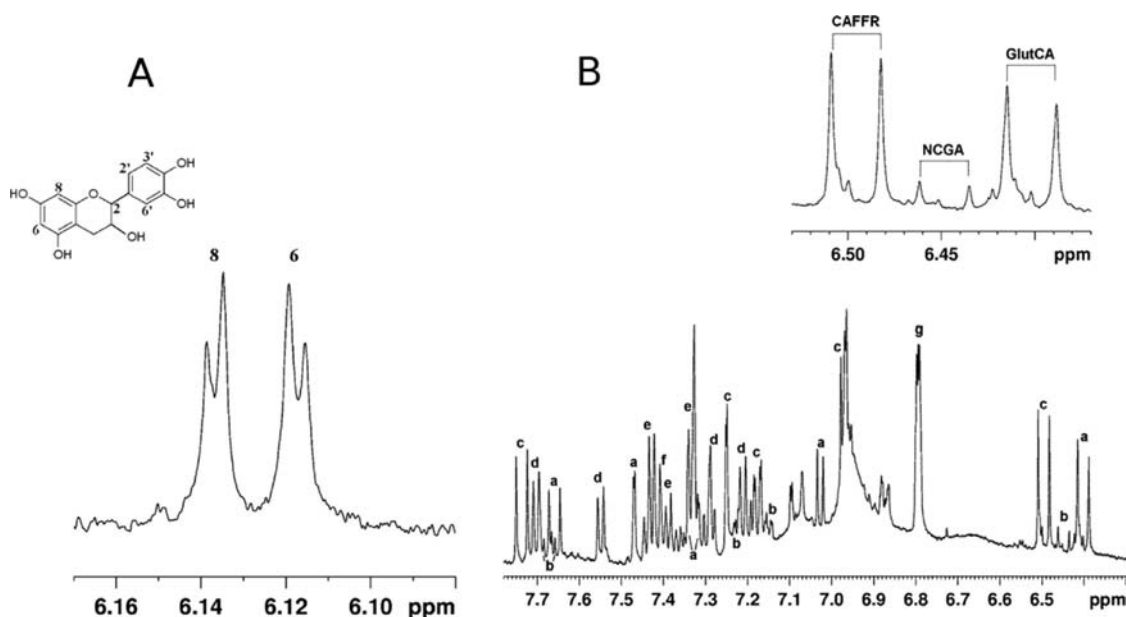 A
B
CAFFR
GlutCA
NCGA
6.50
6.45
ppm
2'
3'
OH
8
O
HO
2
OH
6'
6
OH
OH
8
6
6.16
6.14
6.12
6.10
ppm
c
d
a
b
d
a
e
f
e
e
a
d
c
b
d
c
b
a
c
g
c
b
a
7.7
7.6
7.5
7.4
7.3
7.2
7.1
7.0
6.9
6.8
6.7
6.6
6.5
ppm